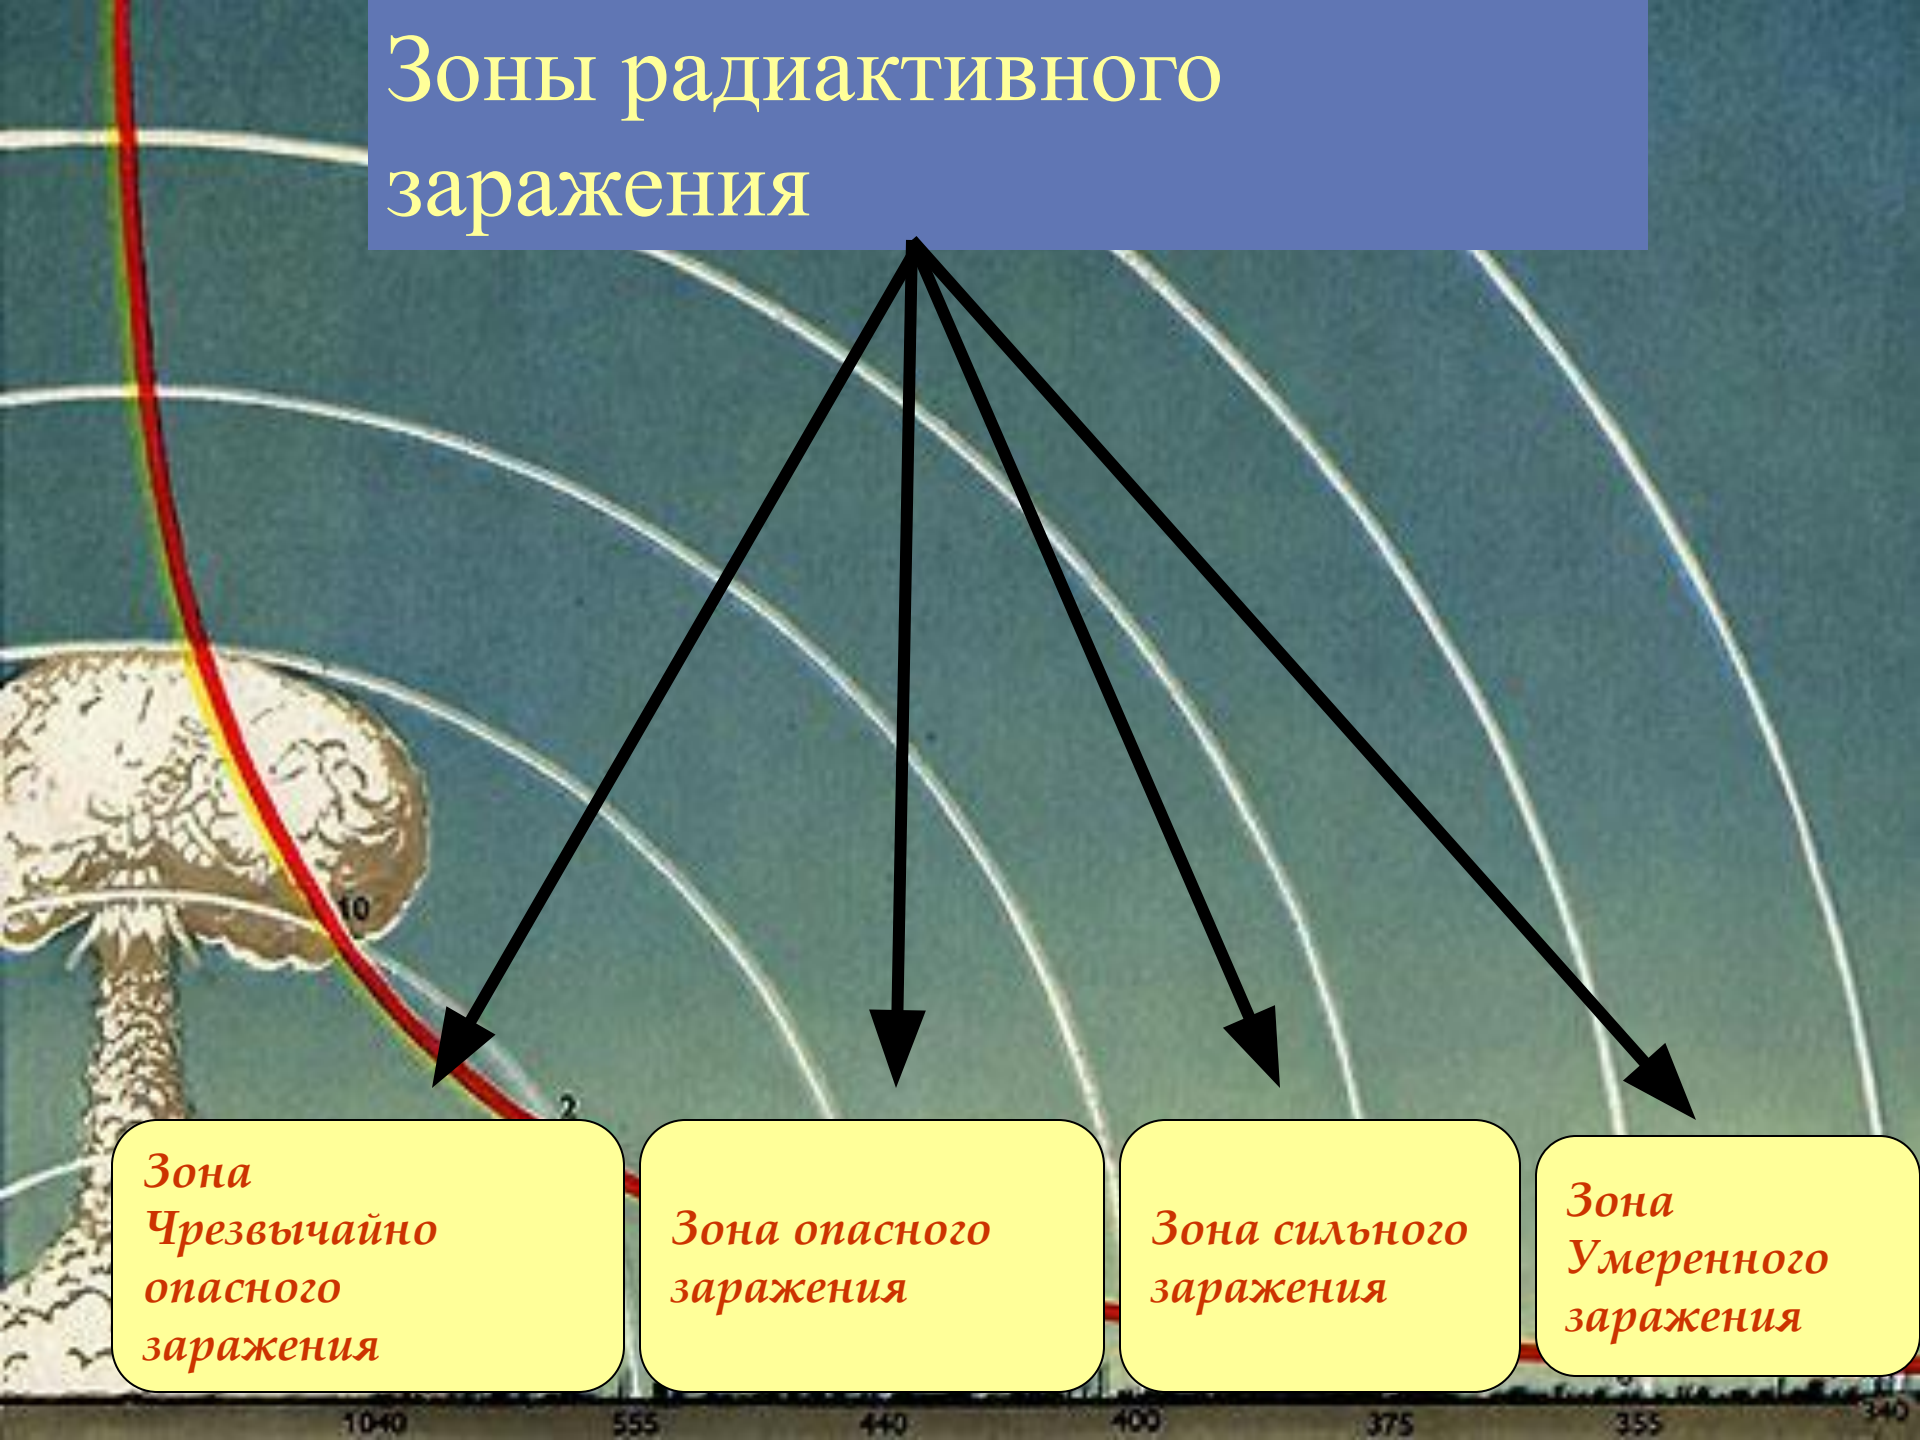 Зоны радиактивного
заражения
10
2
Зона
Чрезвычайно
опасного
заражения
Зона опасного
заражения
Зона сильного
заражения
Зона
Умеренного
заражения
1040 555 440 400 375 355 340